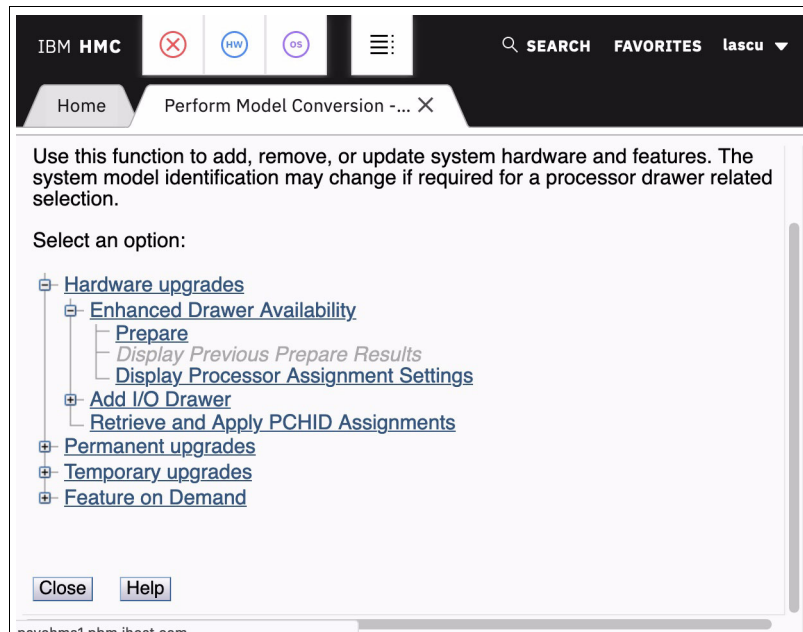 IBM HMC
HW
OS
SEARCH
FAVORITES
lascu
Home
Perform Model Conversion -...
Use this function to add, remove, or update system hardware and features. The
system model identification may change if required for a processor drawer related
selection.
Select an option:
Hardware upgrades
Enhanced Drawer Availability
Prepare
Display Previous Prepare Results
Display Processor Assignment Settings
Add I/O Drawer
Retrieve and Apply PCHID Assignments
Permanent upgrades
Temporary upgrades
Feature on Demand
Close
Help